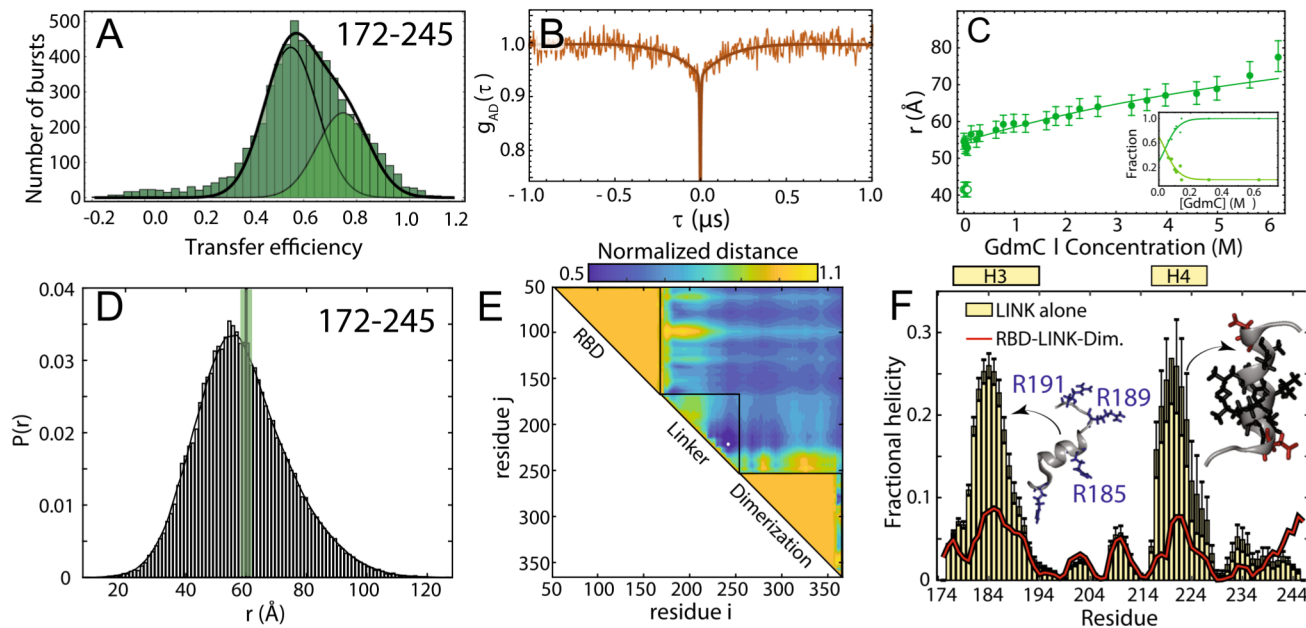 A
172-245
Number of bursts
500
400
300
200
100
0
-0.2
0.0
0.2
0.4
0.6
0.8
1.0
1.2
Transfer efficiency
B
gAD(τ)
1.0
0.9
0.8
-1.0
-0.5
0.0
0.5
1.0
τ (μs)
C
r (Å)
90
80
70
60
50
40
0
1
2
3
4
5
6
GdmC l Concentration (M)
Fraction
1.0
0.8
0.6
0.4
0.2
0.0
0.2
0.4
0.6
[GdmC] (M )
D
172-245
P(r)
0.04
0.03
0.02
0.01
0
0
20
40
60
80
100
120
r (Å)
Normalized distance
0.5
1.1
E
RBD
Linker
Dimerization
residue j
50
100
150
200
250
300
350
50
100
150
200
250
300
350
residue i
H3
H4
F
LINK alone
RBD-LINK-Dim.
R191
R189
R185
Fractional helicity
0.3
0.2
0.1
0
174
184
194
204
214
224
234
244
Residue